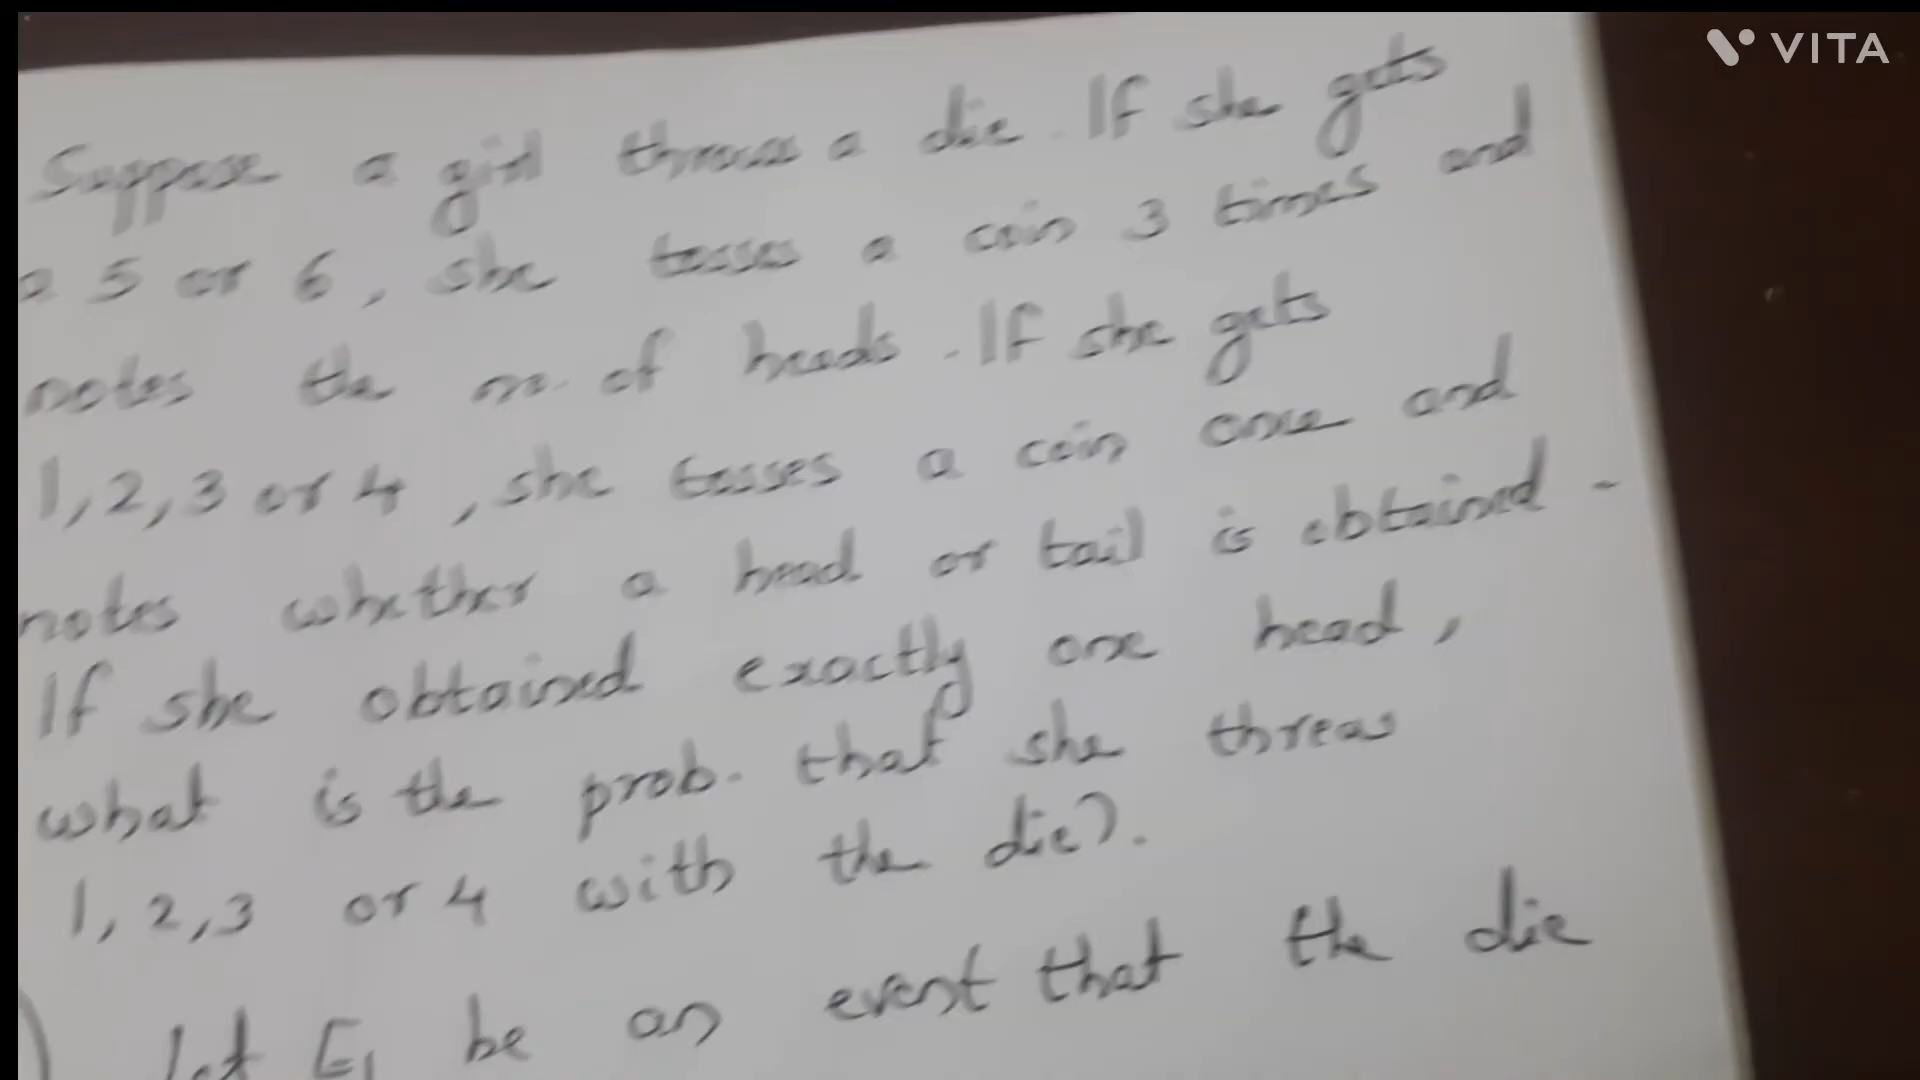 VITA
Suppose a girl throws a die. If she gets
a 5 or 6, she tosses a coin 3 times and
notes the no. of heads. If she gets
1, 2, 3 or 4, she tosses a coin once and
notes whether a head or tail is obtained.
If she obtained exactly one head,
what is the prob. that she threw
1, 2, 3 or 4 with the die?.
Let E1 be an event that the die